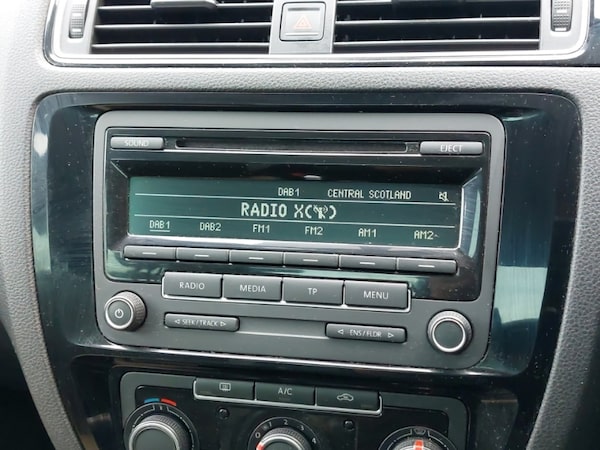 SOUND
EJECT
DAB1 CENTRAL SCOTLAND
RADIO X
DAB1 DAB2 FM1 FM2 AM1 AM2
RADIO MEDIA TP MENU
SEEK / TRACK
ENS / FLDR
A/C